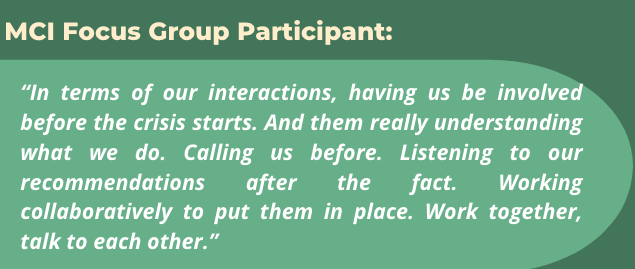 MCI Focus Group Participant:
“In terms of our interactions, having us be involved
before the crisis starts. And them really understanding
what we do. Calling us before. Listening to our
recommendations after the fact. Working
collaboratively to put them in place. Work together,
talk to each other.”